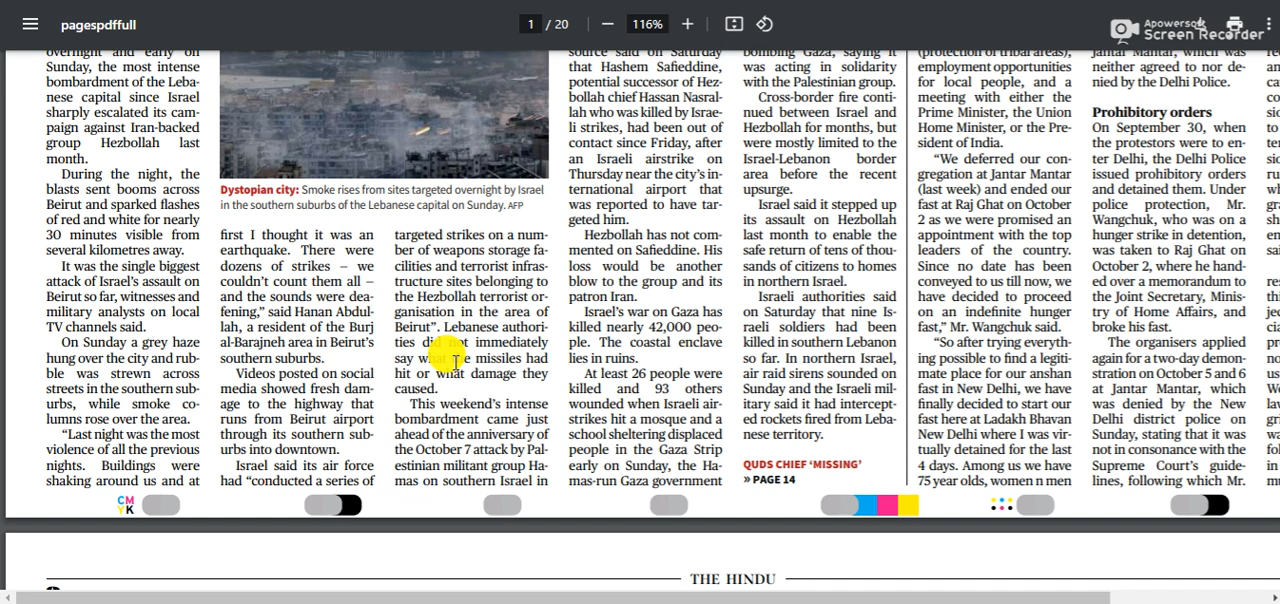 pagesdffull
1 / 20
116%
Apowersoft
Screen Recorder
overnight and early on
Sunday, the most intense
bombardment of the Leba-
nese capital since Israel
sharply escalated its cam-
paign against Iran-backed
group Hezbollah last
month.
During the night, the
blasts sent booms across
Beirut and sparked flashes
of red and white for nearly
30 minutes visible from
several kilometres away.
It was the single biggest
attack of Israel's assault on
Beirut so far, witnesses and
military analysts on local
TV channels said.
On Sunday a grey haze
hung over the city and rub-
ble was strewn across
streets in the southern sub-
urbs, while smoke co-
lumns rose over the area.
"Last night was the most
violence of all the previous
nights. Buildings were
shaking around us and at
Dystopian city: Smoke rises from sites targeted overnight by Israel
in the southern suburbs of the Lebanese capital on Sunday. AFP
first I thought it was an
earthquake. There were
dozens of strikes – we
couldn't count them all –
and the sounds were dea-
fening," said Hanan Abdul-
lah, a resident of the Burj
al-Barajneh area in Beirut's
southern suburbs.
Videos posted on social
media showed fresh dam-
age to the highway that
runs from Beirut airport
through its southern sub-
urbs into downtown.
Israel said its air force
had "conducted a series of
targeted strikes on a num-
ber of weapons storage fa-
cilities and terrorist infras-
tructure sites belonging to
the Hezbollah terrorist or-
ganisation in the area of
Beirut". Lebanese authori-
ties did not immediately
say what the missiles had
hit or what damage they
caused.
This weekend's intense
bombardment came just
ahead of the anniversary of
the October 7 attack by Pal-
estinian militant group Ha-
mas on southern Israel in
source said on Saturday
that Hashem Safieddine,
potential successor of Hez-
bollah chief Hassan Nasral-
lah who was killed by Israe-
li strikes, had been out of
contact since Friday, after
an Israeli airstrike on
Thursday near the city's in-
ternational airport that
was reported to have tar-
geted him.
Hezbollah has not com-
mented on Safieddine. His
loss would be another
blow to the group and its
patron Iran.
Israel's war on Gaza has
killed nearly 42,000 peo-
ple. The coastal enclave
lies in ruins.
At least 26 people were
killed and 93 others
wounded when Israeli air-
strikes hit a mosque and a
school sheltering displaced
people in the Gaza Strip
early on Sunday, the Ha-
mas-run Gaza government
bombing Gaza, saying it
was acting in solidarity
with the Palestinian group.
Cross-border fire conti-
nued between Israel and
Hezbollah for months, but
were mostly limited to the
Israel-Lebanon border
area before the recent
upsurge.
Israel said it stepped up
its assault on Hezbollah
last month to enable the
safe return of tens of thou-
sands of citizens to homes
in northern Israel.
Israeli authorities said
on Saturday that nine Is-
raeli soldiers had been
killed in southern Lebanon
so far. In northern Israel,
air raid sirens sounded on
Sunday and the Israeli mil-
itary said it had intercept-
ed rockets fired from Leba-
nese territory.
QUDS CHIEF 'MISSING'
» PAGE 14
(protection of tribal areas),
employment opportunities
for local people, and a
meeting with either the
Prime Minister, the Union
Home Minister, or the Pre-
sident of India.
"We deferred our con-
gregation at Jantar Mantar
(last week) and ended our
fast at Raj Ghat on October
2 as we were promised an
appointment with the top
leaders of the country.
Since no date has been
conveyed to us till now, we
have decided to proceed
on an indefinite hunger
fast," Mr. Wangchuk said.
"So after trying everyth-
ing possible to find a legiti-
mate place for our anshan
fast in New Delhi, we have
finally decided to start our
fast here at Ladakh Bhavan
New Delhi where I was vir-
tually detained for the last
4 days. Among us we have
75 year olds, women n men
Jantar Mantar, which was
neither agreed to nor de-
nied by the Delhi Police.
Prohibitory orders
On September 30, when
the protestors were to en-
ter Delhi, the Delhi Police
issued prohibitory orders
and detained them. Under
police protection, Mr.
Wangchuk, who was on a
hunger strike in detention,
was taken to Raj Ghat on
October 2, where he hand-
ed over a memorandum to
the Joint Secretary, Minis-
try of Home Affairs, and
broke his fast.
The organisers applied
again for a two-day demon-
stration on October 5 and 6
at Jantar Mantar, which
was denied by the New
Delhi district police on
Sunday, stating that it was
not in consonance with the
Supreme Court's guide-
lines, following which Mr.
CM
YK
THE HINDU